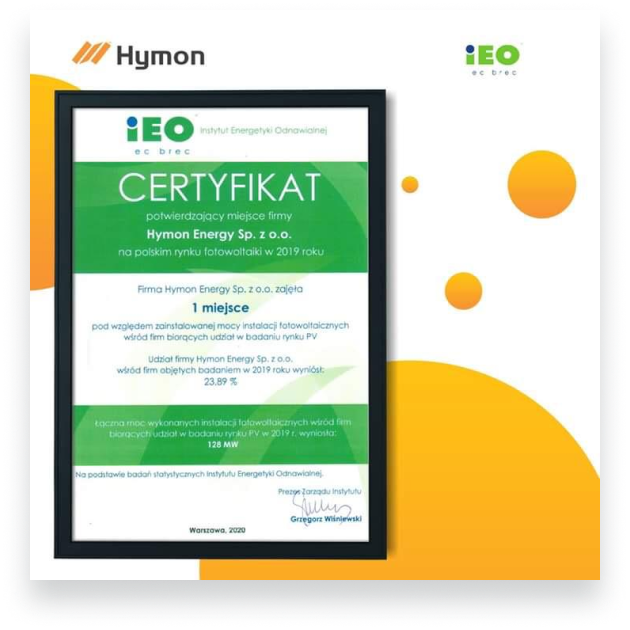 Hymon
iEO
ec brec
iEO Instytut Energetyki Odnawialnej
ec brec
CERTYFIKAT
potwierdzający miejsce firmy
Hymon Energy Sp. z o.o.
na polskim rynku fotowoltaiki w 2019 roku
Firma Hymon Energy Sp. z o.o. zajęła
1 miejsce
pod względem zainstalowanej mocy instalacji fotowoltaicznych
wśród firm biorących udział w badaniu rynku PV
Udział firmy Hymon Energy Sp. z o.o.
wśród firm objętych badaniem w 2019 roku wyniósł:
23,89 %
Łączna moc wykonanych instalacji fotowoltaicznych wśród firm
biorących udział w badaniu rynku PV w 2019 r. wyniosła:
128 MW
Na podstawie badań statystycznych Instytutu Energetyki Odnawialnej.
Prezes Zarządu Instytutu
Grzegorz Wiśniewski
Warszawa, 2020